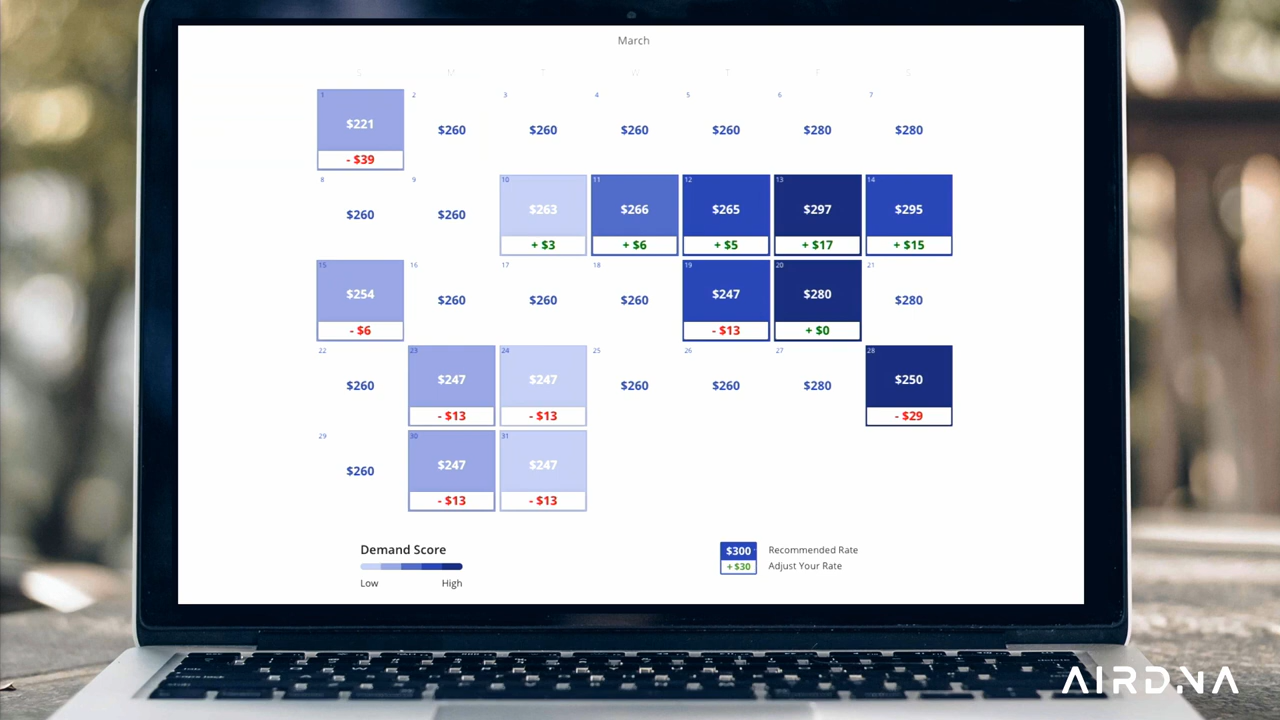 March
S M T W T F S
1 2 3 4 5 6 7
$221 $260 $260 $260 $260 $280 $280
- $39
8 9 10 11 12 13 14
$260 $260 $263 $266 $265 $297 $295
+ $3 + $6 + $5 + $17 + $15
15 16 17 18 19 20 21
$254 $260 $260 $260 $247 $280 $280
- $6 - $13 + $0
22 23 24 25 26 27 28
$260 $247 $247 $260 $260 $280 $250
- $13 - $13 - $29
29 30 31
$260 $247 $247
- $13 - $13
Demand Score
Low High
$300 Recommended Rate
+ $30 Adjust Your Rate
AIRDNA